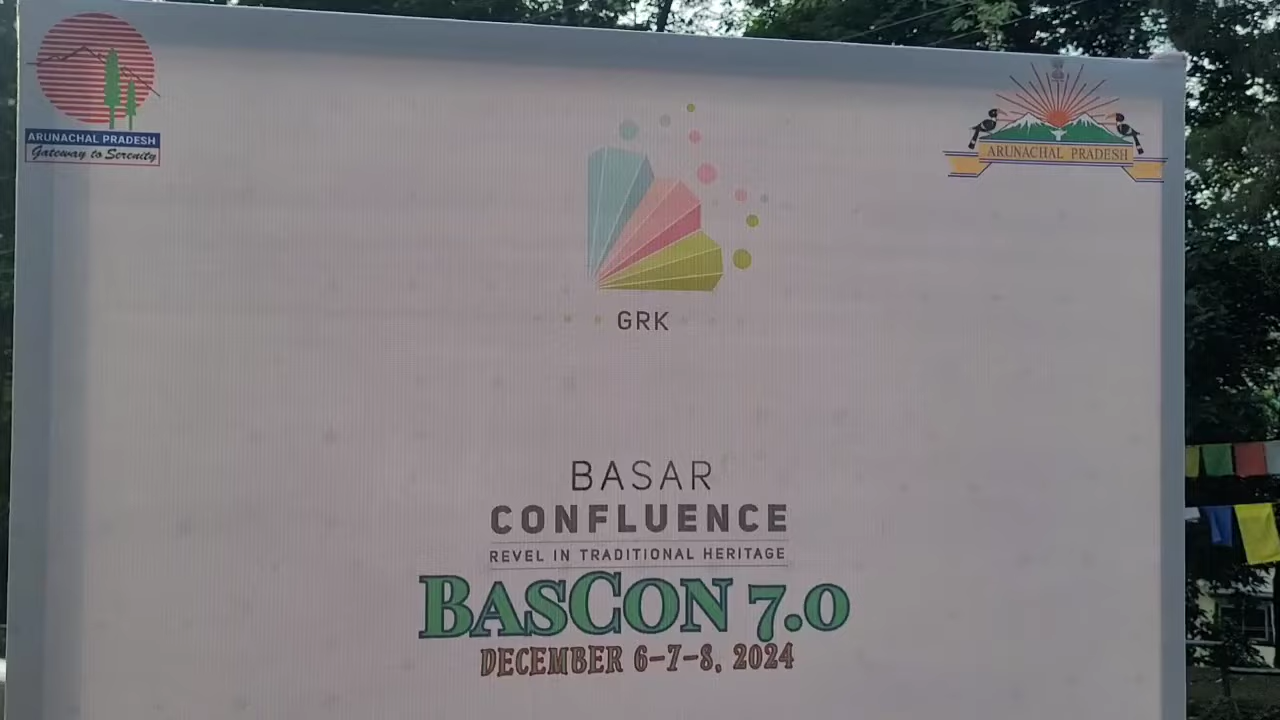 ARUNACHAL PRADESH
Gateway to Serenity
ARUNACHAL PRADESH
GRK
BASAR
CONFLUENCE
REVEL IN TRADITIONAL HERITAGE
BASCON 7.0
DECEMBER 6-7-8, 2024